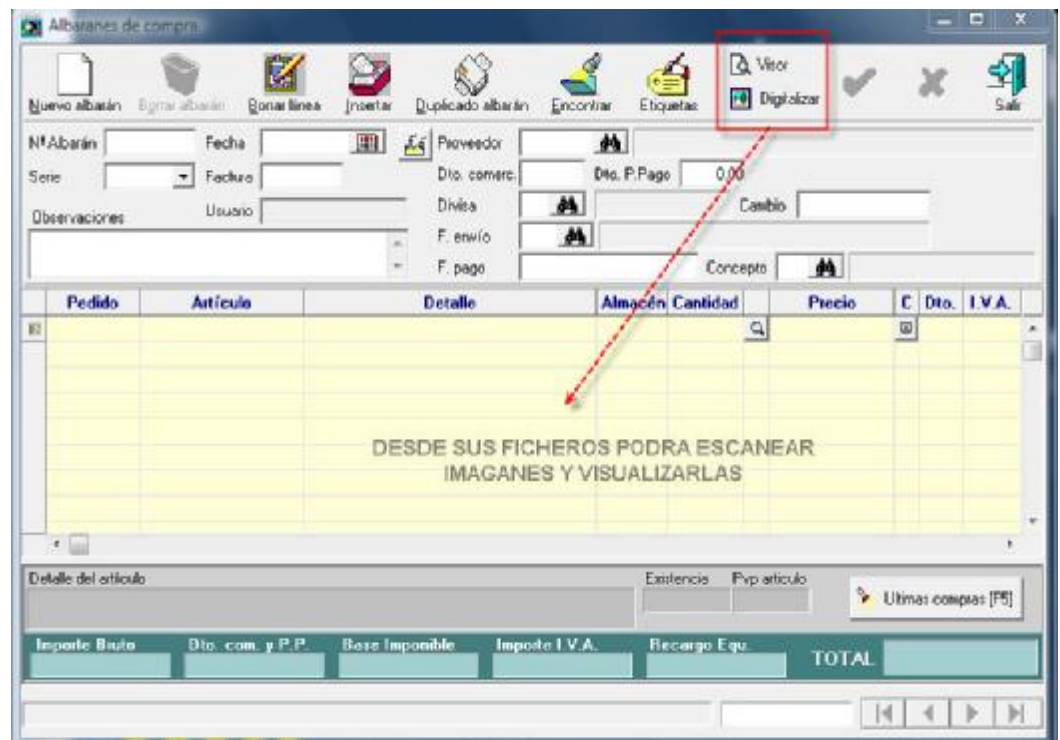 Albaranes de compra.
Nuevo albarán Borrar albarán Borrar línea Insertar Duplicado albarán Encontrar Etiquetas Visor Digitalizar Salir
NºAbarán Fecha Proveedor
Serie Factura Dto. comerc. Dto. P.Pago 0,00
Observaciones Usuario Divisa Cambio
F. envío
F. pago Concepto
Pedido Artículo Detalle Almacén Cantidad Precio C Dto. I.V.A.
DESDE SUS FICHEROS PODRA ESCANEAR
IMAGANES Y VISUALIZARLAS
Detalle del artículo Existencia Pvp artículo
Ultimas compras [F5]
Importe Bruto Dto. com. y P.P. Base Imponible Importe I.V.A. Recargo Equ.
TOTAL